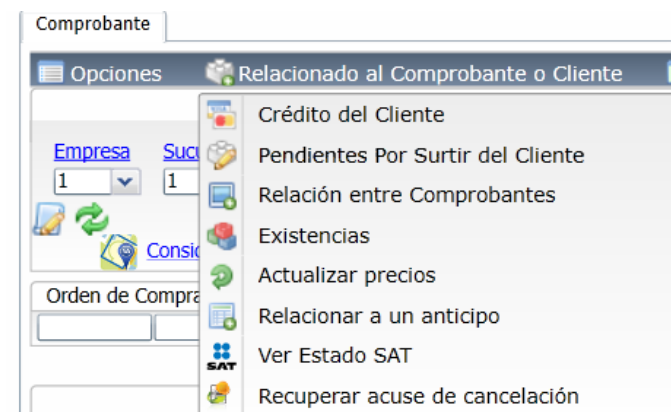 Comprobante
Opciones Relacionado al Comprobante o Cliente
Crédito del Cliente
Empresa
Pendientes Por Surtir del Cliente
1 1
Relación entre Comprobantes
Existencias
Actualizar precios
Orden de Compra
Relacionar a un anticipo
SAT Ver Estado SAT
Recuperar acuse de cancelación